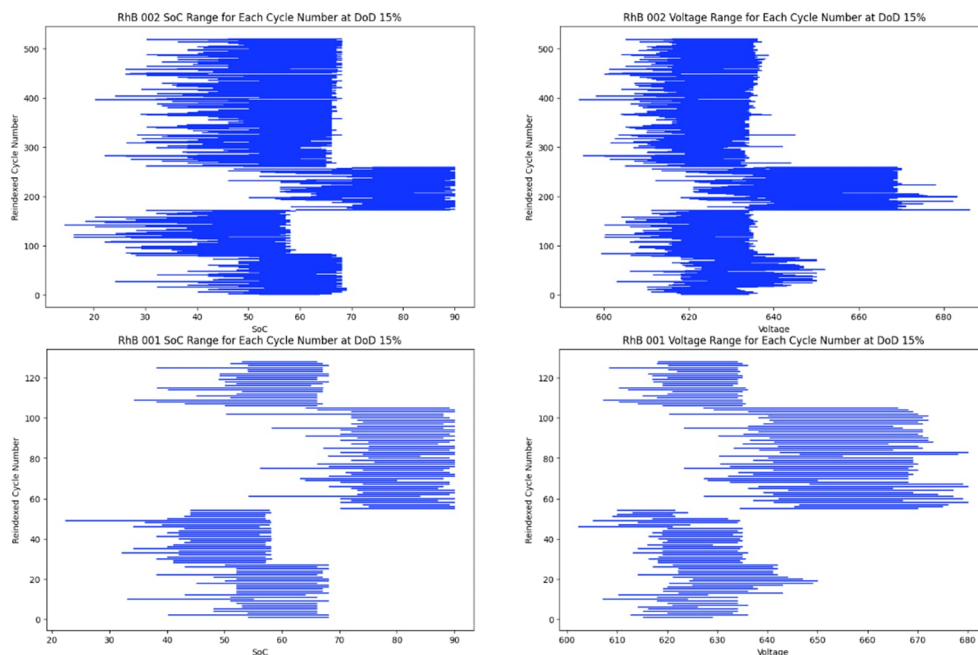 RhB 002 SoC Range for Each Cycle Number at DoD 15%
Reindexed Cycle Number
500
400
300
200
100
0
20 30 40 50 60 70 80 90
SoC
RhB 002 Voltage Range for Each Cycle Number at DoD 15%
Reindexed Cycle Number
500
400
300
200
100
0
600 620 640 660 680
Voltage
RhB 001 SoC Range for Each Cycle Number at DoD 15%
Reindexed Cycle Number
120
100
80
60
40
20
0
20 30 40 50 60 70 80 90
SoC
RhB 001 Voltage Range for Each Cycle Number at DoD 15%
Reindexed Cycle Number
120
100
80
60
40
20
0
600 610 620 630 640 650 660 670 680
Voltage